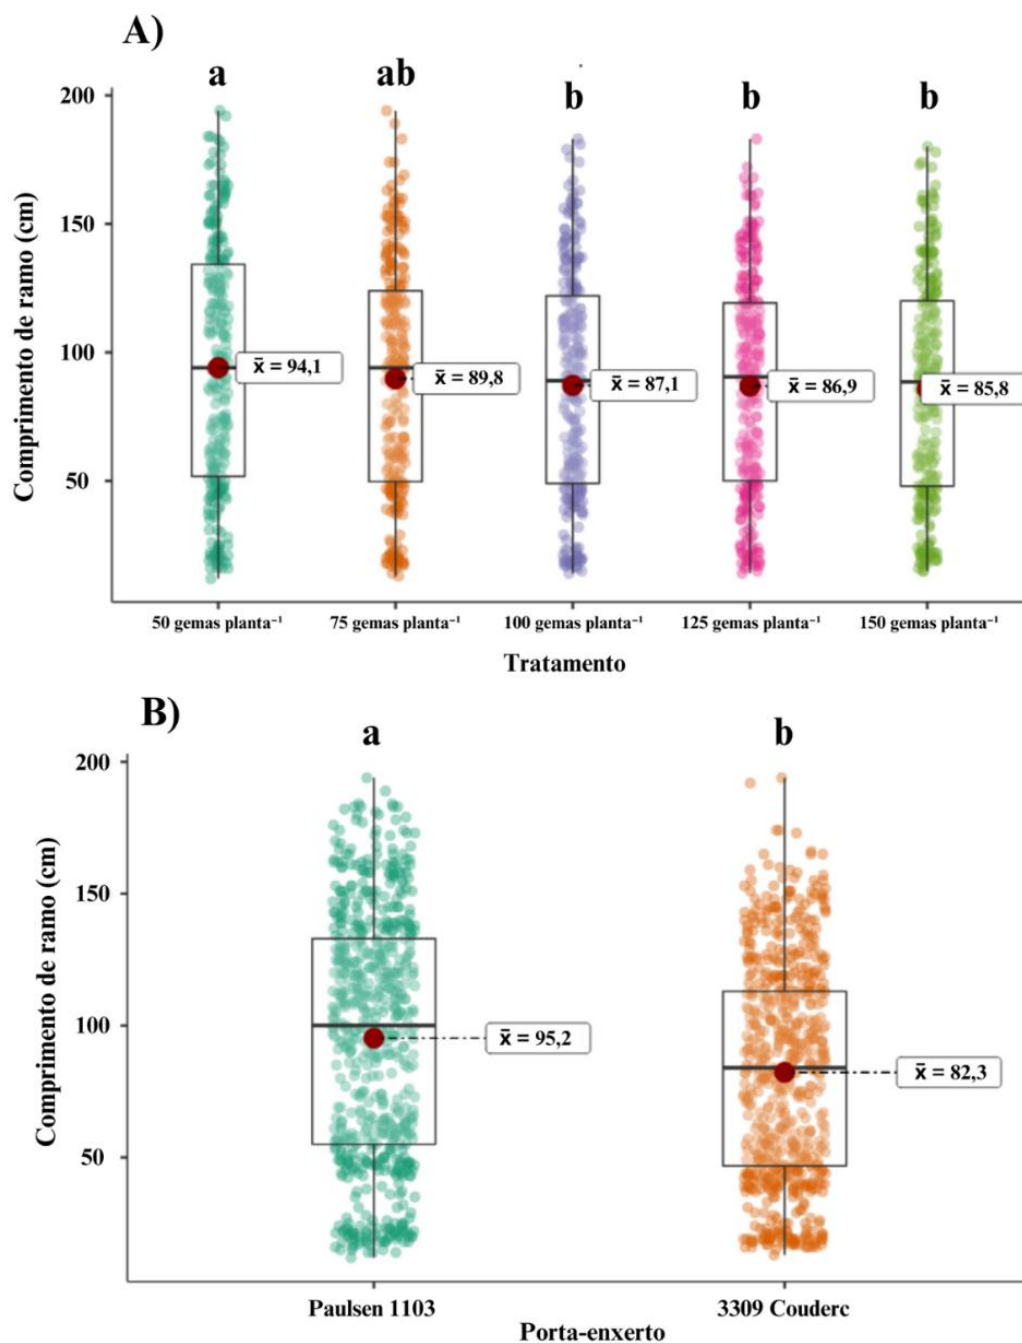 A)
a ab b b b
200
150
100
50
Comprimento de ramo (cm)
x̄ = 94,1
x̄ = 89,8
x̄ = 87,1
x̄ = 86,9
x̄ = 85,8
50 gemas planta⁻¹ 75 gemas planta⁻¹ 100 gemas planta⁻¹ 125 gemas planta⁻¹ 150 gemas planta⁻¹
Tratamento
B)
a b
200
150
100
50
Comprimento de ramo (cm)
x̄ = 95,2
x̄ = 82,3
Paulsen 1103 3309 Couderc
Porta-enxerto